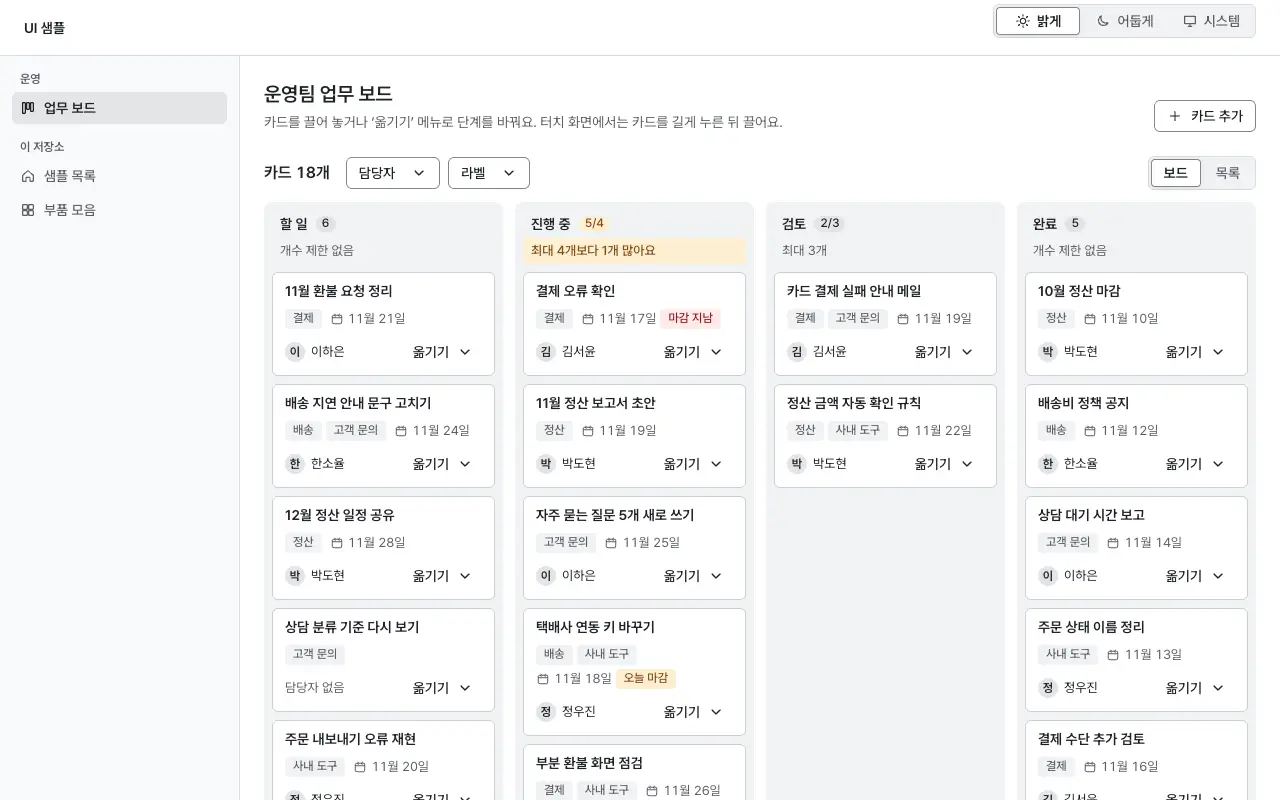 UI 샘플
밝게
어둡게
시스템
운영
업무 보드
이 저장소
샘플 목록
부품 모음
운영팀 업무 보드
카드를 끌어 놓거나 ‘옮기기’ 메뉴로 단계를 바꿔요. 터치 화면에서는 카드를 길게 누른 뒤 끌어요.
카드 추가
카드 18개
담당자
라벨
보드
목록
할 일 6
개수 제한 없음
11월 환불 요청 정리
결제 11월 21일
이 이하은 옮기기
배송 지연 안내 문구 고치기
배송 고객 문의 11월 24일
한 한소율 옮기기
12월 정산 일정 공유
정산 11월 28일
박 박도현 옮기기
상담 분류 기준 다시 보기
고객 문의
담당자 없음 옮기기
주문 내보내기 오류 재현
사내 도구 11월 20일
정 정우진 옮기기
진행 중 5/4
최대 4개보다 1개 많아요
결제 오류 확인
결제 11월 17일 마감 지남
김 김서윤 옮기기
11월 정산 보고서 초안
정산 11월 19일
박 박도현 옮기기
자주 묻는 질문 5개 새로 쓰기
고객 문의 11월 25일
이 이하은 옮기기
택배사 연동 키 바꾸기
배송 사내 도구
11월 18일 오늘 마감
정 정우진 옮기기
부분 환불 화면 점검
결제 사내 도구 11월 26일
검토 2/3
최대 3개
카드 결제 실패 안내 메일
결제 고객 문의 11월 19일
김 김서윤 옮기기
정산 금액 자동 확인 규칙
정산 사내 도구 11월 22일
박 박도현 옮기기
완료 5
개수 제한 없음
10월 정산 마감
정산 11월 10일
박 박도현 옮기기
배송비 정책 공지
배송 11월 12일
한 한소율 옮기기
상담 대기 시간 보고
고객 문의 11월 14일
이 이하은 옮기기
주문 상태 이름 정리
사내 도구 11월 13일
정 정우진 옮기기
결제 수단 추가 검토
결제 11월 16일
김 김서윤 옮기기